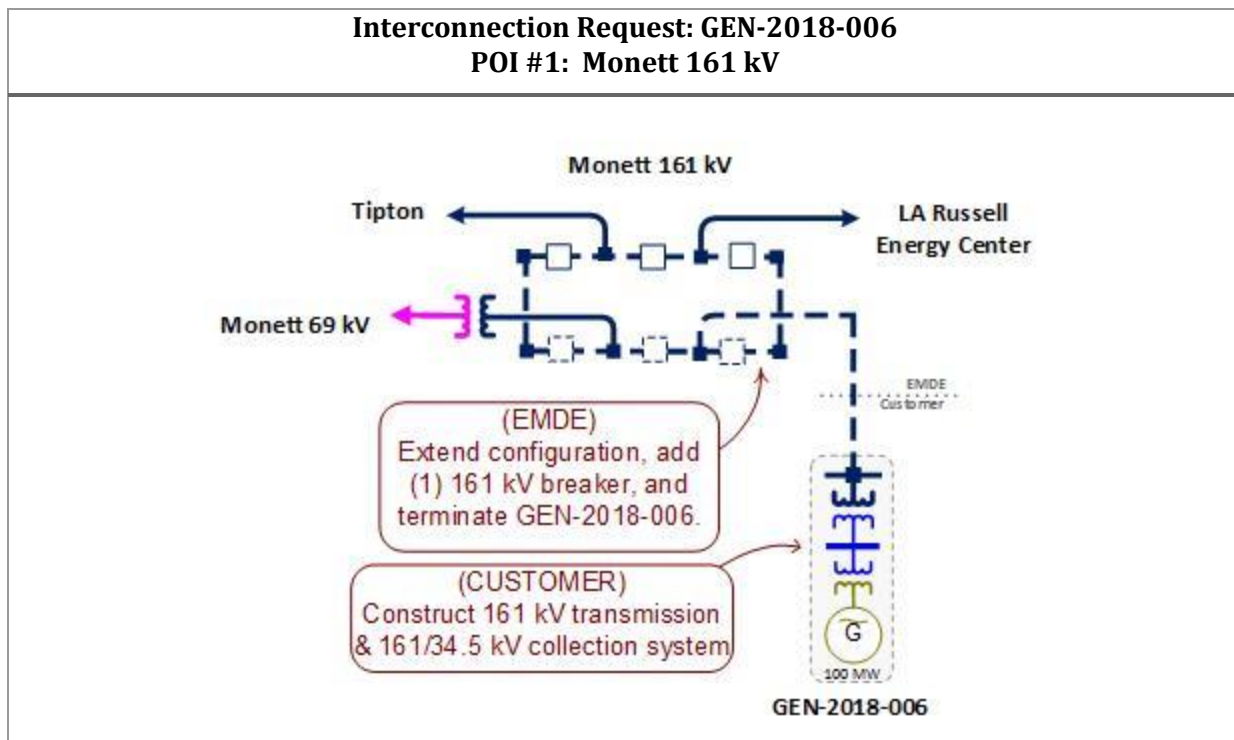 Interconnection Request: GEN-2018-006
POI #1: Monett 161 kV
Monett 161 kV
Tipton
LA Russell
Energy Center
Monett 69 kV
EMDE
Customer
(EMDE)
Extend configuration, add
(1) 161 kV breaker, and
terminate GEN-2018-006.
(CUSTOMER)
Construct 161 kV transmission
& 161/34.5 kV collection system
G
100 MW
GEN-2018-006